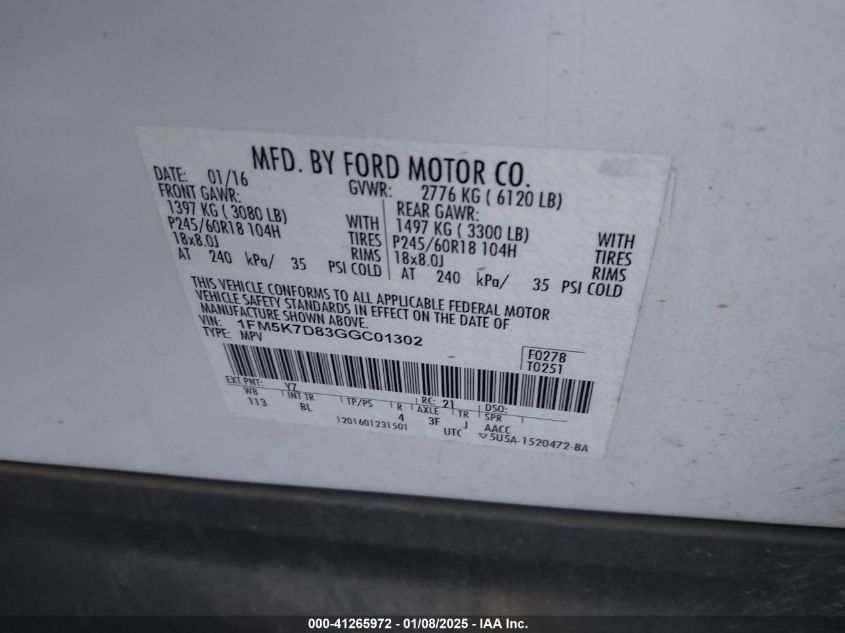 MFD. BY FORD MOTOR CO.
DATE: 01/16 GVWR: 2776 KG ( 6120 LB)
FRONT GAWR: REAR GAWR:
1397 KG ( 3080 LB) WITH 1497 KG ( 3300 LB) WITH
P245/60R18 104H TIRES P245/60R18 104H TIRES
18x8.0J RIMS 18x8.0J RIMS
AT 240 kPa/ 35 PSI COLD AT 240 kPa/ 35 PSI COLD
THIS VEHICLE CONFORMS TO ALL APPLICABLE FEDERAL MOTOR
VEHICLE SAFETY STANDARDS IN EFFECT ON THE DATE OF
MANUFACTURE SHOWN ABOVE.
VIN: 1FM5K7D83GGC01302
TYPE: MPV
F0278
T0251
EXT PNT: YZ RC: 21 DSO:
WB INT TR TP/PS R AXLE TR SPR
113 BL 4 3F J AACC
1201601231501 UTC ▽5U5A-1520472-BA
000-41265972 - 01/08/2025 - IAA Inc.